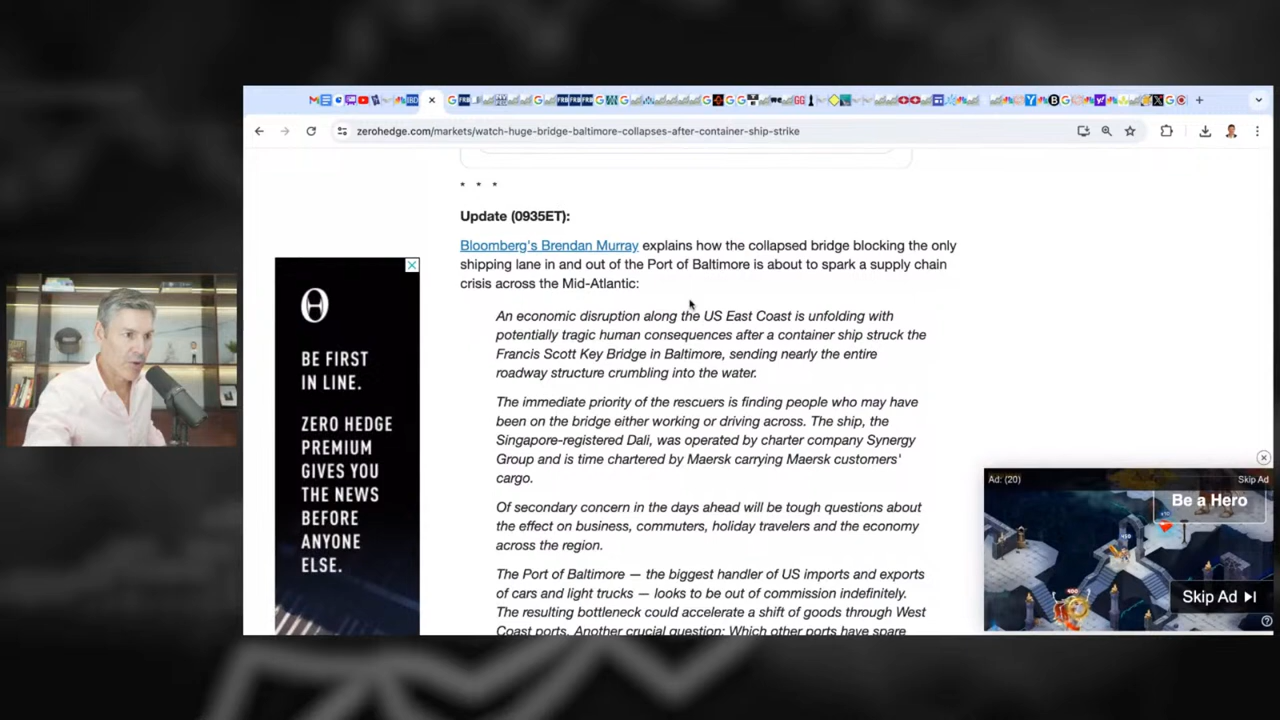 zerohedge.com/markets/watch-huge-bridge-baltimore-collapses-after-container-ship-strike
* * *
Update (0935ET):
Bloomberg's Brendan Murray explains how the collapsed bridge blocking the only
shipping lane in and out of the Port of Baltimore is about to spark a supply chain
crisis across the Mid-Atlantic:
An economic disruption along the US East Coast is unfolding with
potentially tragic human consequences after a container ship struck the
Francis Scott Key Bridge in Baltimore, sending nearly the entire
roadway structure crumbling into the water.
The immediate priority of the rescuers is finding people who may have
been on the bridge either working or driving across. The ship, the
Singapore-registered Dali, was operated by charter company Synergy
Group and is time chartered by Maersk carrying Maersk customers'
cargo.
Of secondary concern in the days ahead will be tough questions about
the effect on business, commuters, holiday travelers and the economy
across the region.
The Port of Baltimore — the biggest handler of US imports and exports
of cars and light trucks — looks to be out of commission indefinitely.
The resulting bottleneck could accelerate a shift of goods through West
Coast ports. Another crucial question: Which other ports have spare
BE FIRST
IN LINE.
ZERO HEDGE
PREMIUM
GIVES YOU
THE NEWS
BEFORE
ANYONE
ELSE.
Ad: (20)
Skip Ad
Be a Hero
Skip Ad